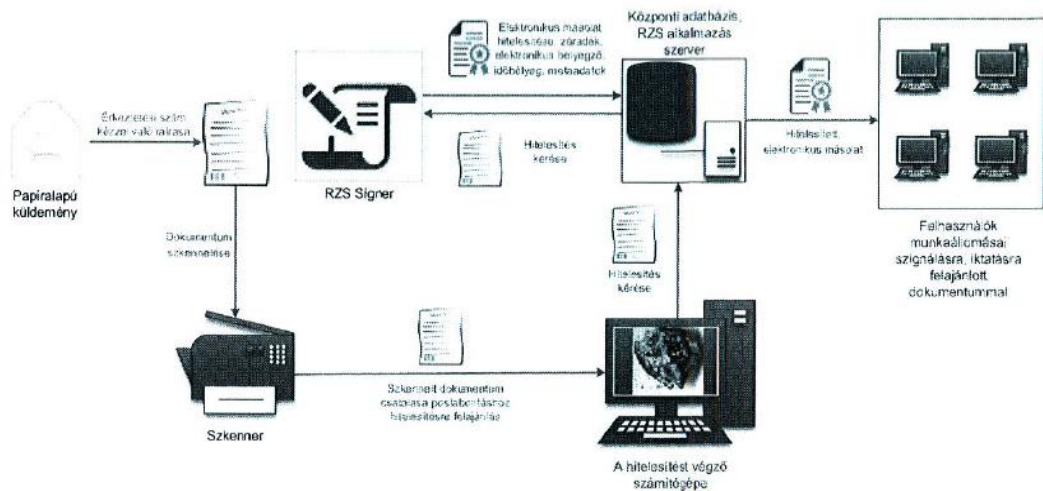 Elektronikus másolat
hitelesítése, záradék,
elektronikus bélyegző,
időbélyeg, metaadatok
Központi adatbázis,
RZS alkalmazás
szerver
Érkeztetési szám
kézzel való ráírása
Hitelesítés
kérése
Hitelesített
elektronikus másolat
Papíralapú
küldemény
RZS Signer
Dokumentum
szkennelése
Hitelesítés
kérése
Felhasználók
munkaállomásai
szignálásra, iktatásra
felajánlott
dokumentummal
Szkennelt dokumentum
csatolása postabontáshoz
hitelesítésre felajánlás
Szkenner
A hitelesítést végző
számítógépe